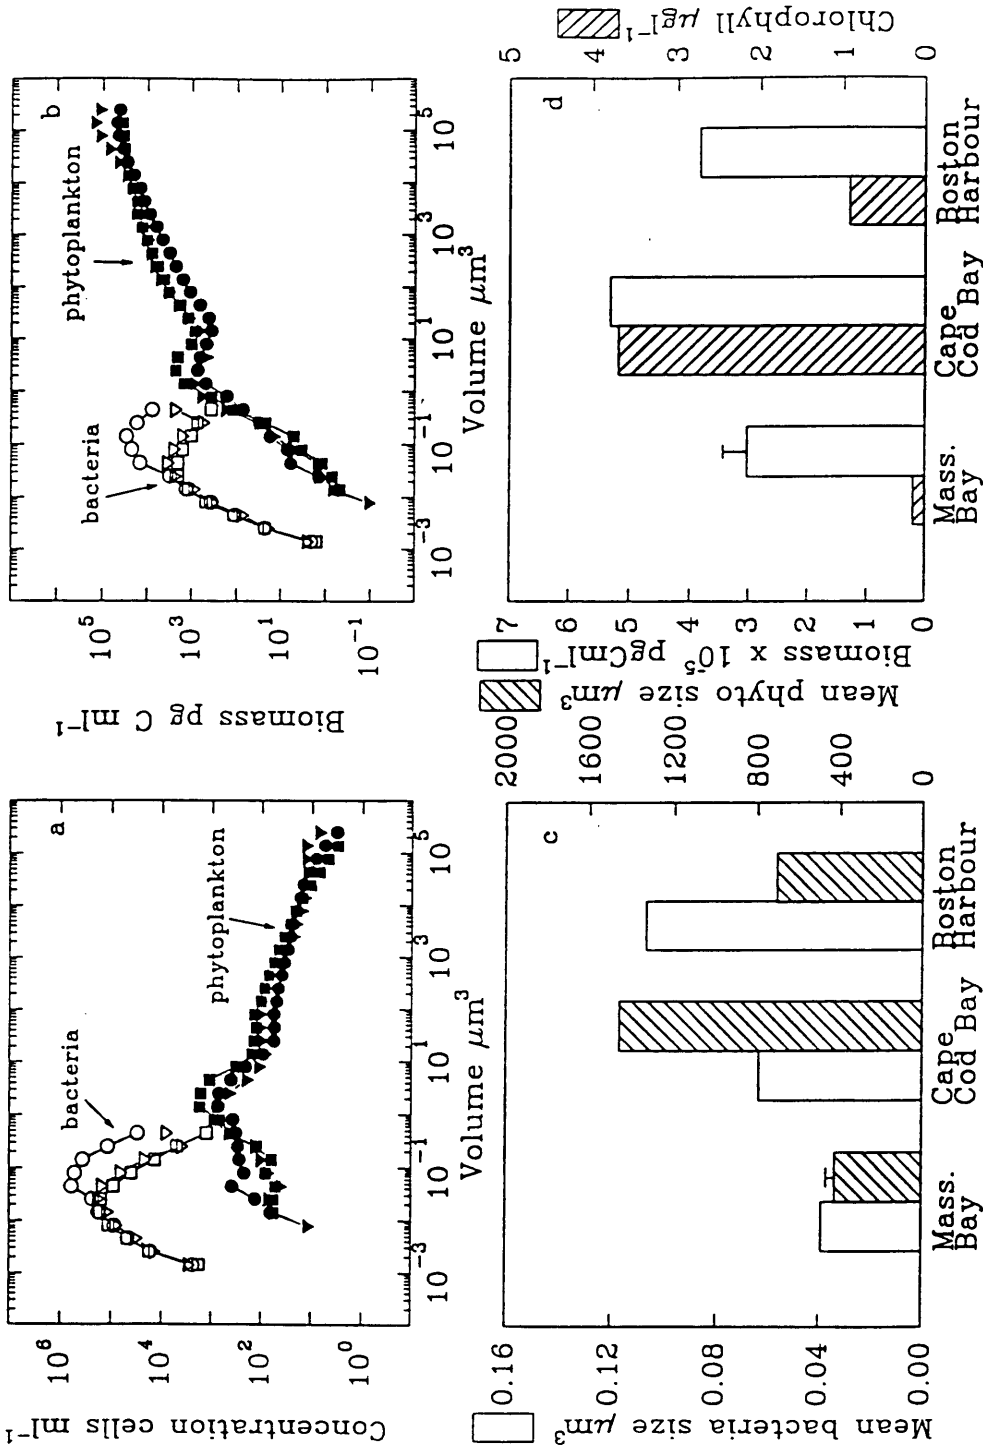 a
Concentration cells ml⁻¹
10⁶
10⁴
10²
10⁰
bacteria
phytoplankton
10⁻³
10⁻¹
10¹
10³
10⁵
Volume μm³
b
Biomass pg C ml⁻¹
10⁵
10³
10¹
10⁻¹
bacteria
phytoplankton
10⁻³
10⁻¹
10¹
10³
10⁵
Volume μm³
c
Mean bacteria size μm³
0.16
0.12
0.08
0.04
0.00
Mean phyto size μm³
2000
1600
1200
800
400
0
Mass.
Bay
Cape
Cod Bay
Boston
Harbour
d
Biomass x 10⁻⁵ pgCml⁻¹
7
6
5
4
3
2
1
0
Chlorophyll μgl⁻¹
5
4
3
2
1
0
Mass.
Bay
Cape
Cod Bay
Boston
Harbour